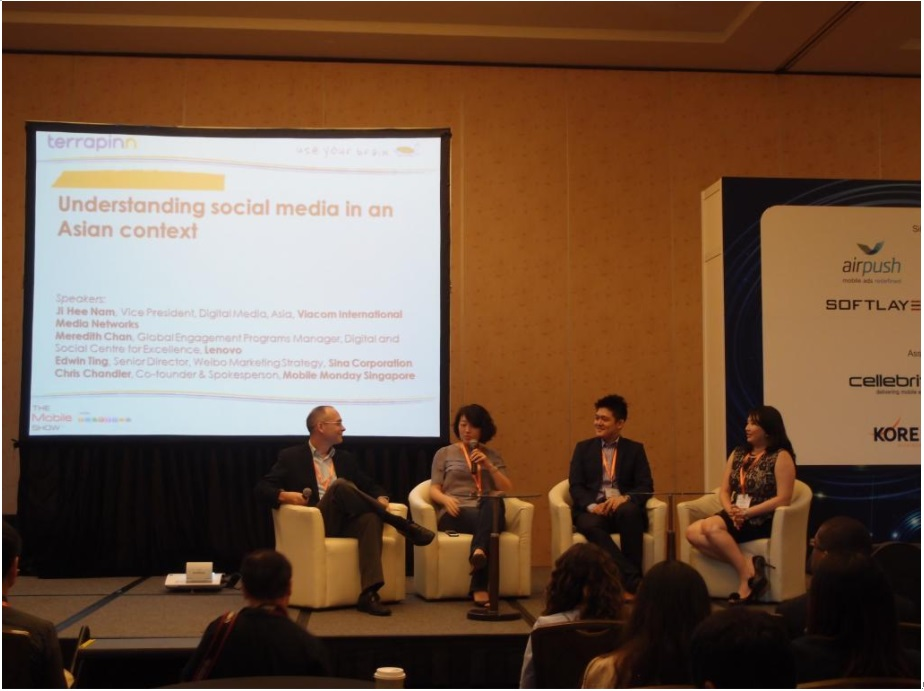 terrapinn
use your brain
Understanding social media in an
Asian context
Speakers:
Ji Hee Nam, Vice President, Digital Media, Asia, Viacom International
Media Networks
Meredith Chan, Global Engagement Programs Manager, Digital and
Social Centre for Excellence, Lenovo
Edwin Ting, Senior Director, Weibo Marketing Strategy, Sina Corporation
Chris Chandler, Co-founder & Spokesperson, Mobile Monday Singapore
THE
Mobile
SHOW
airpush
mobile ads redefined
SOFTLAYE
Ass
cellebri
delivering mobile
KORE